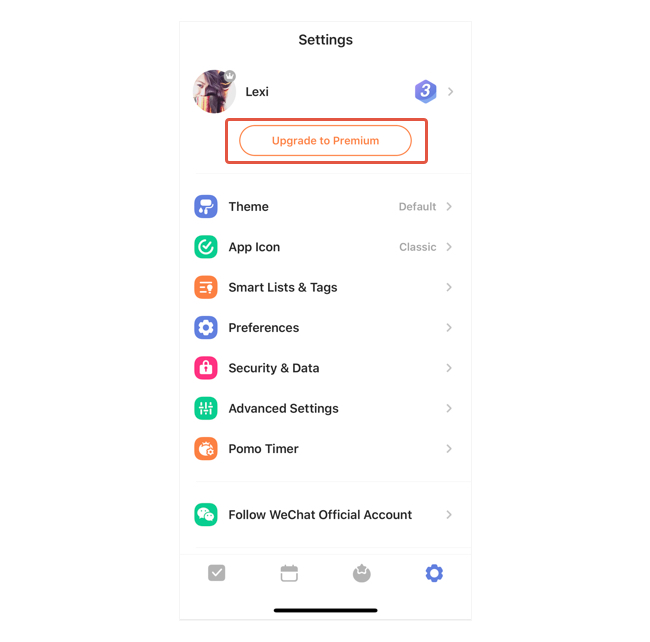 Settings
Lexi
3
Upgrade to Premium
Theme
Default
App Icon
Classic
Smart Lists & Tags
Preferences
Security & Data
Advanced Settings
Pomo Timer
Follow WeChat Official Account